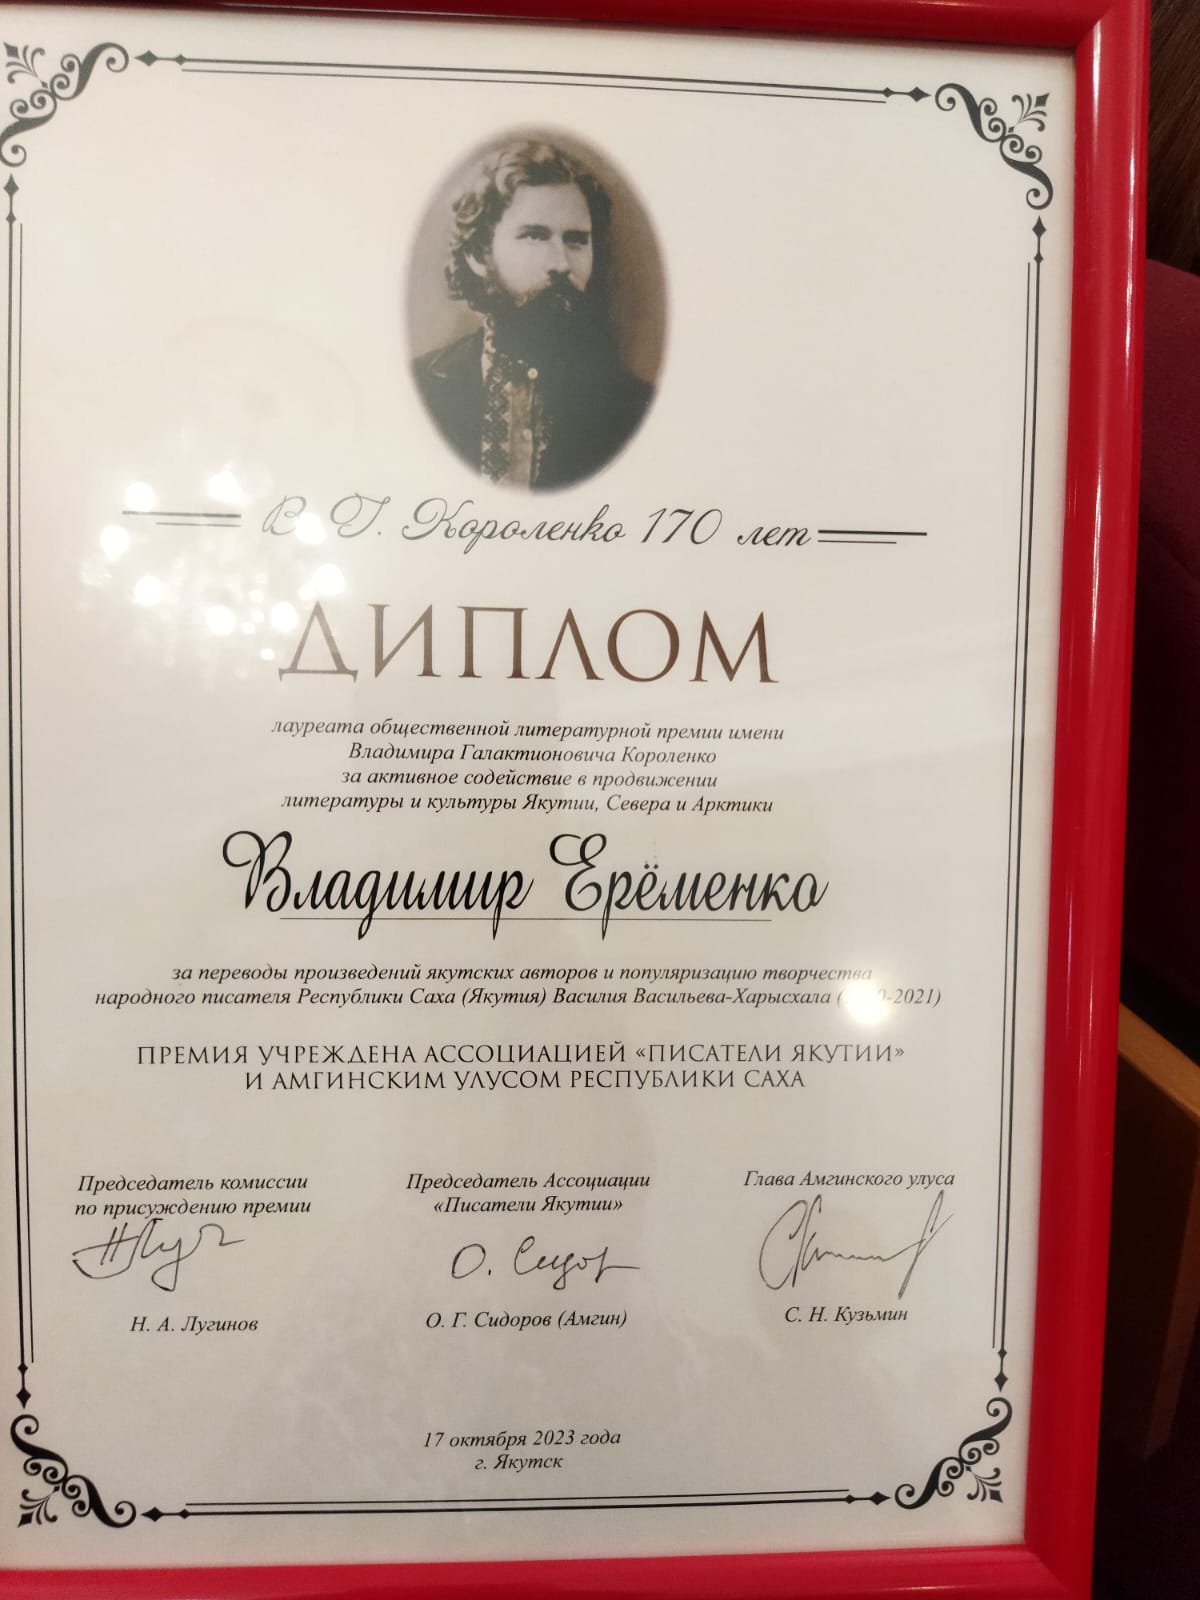 В. Г. Короленко 170 лет
ДИПЛОМ
лауреата общественной литературной премии имени
Владимира Галактионовича Короленко
за активное содействие в продвижении
литературы и культуры Якутии, Севера и Арктики
Владимир Ерёменко
за переводы произведений якутских авторов и популяризацию творчества
народного писателя Республики Саха (Якутия) Василия Васильева-Харысхала
ПРЕМИЯ УЧРЕЖДЕНА АССОЦИАЦИЕЙ «ПИСАТЕЛИ ЯКУТИИ»
И АМГИНСКИМ УЛУСОМ РЕСПУБЛИКИ САХА
Председатель комиссии
по присуждению премии
Н. А. Лугинов
Председатель Ассоциации
«Писатели Якутии»
О. Сидор
О. Г. Сидоров (Амгин)
Глава Амгинского улуса
С. Н. Кузьмин
17 октября 2023 года
г. Якутск